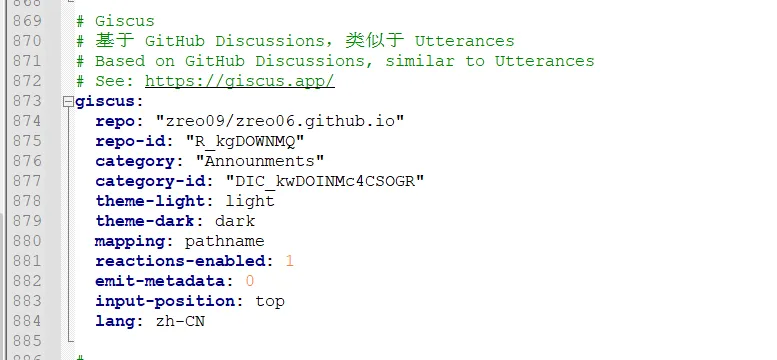 868
869 # Giscus
870 # 基于 GitHub Discussions，类似于 Utterances
871 # Based on GitHub Discussions, similar to Utterances
872 # See: https://giscus.app/
873 giscus:
874 repo: "zreo09/zreo06.github.io"
875 repo-id: "R_kgDOWNMQ"
876 category: "Announments"
877 category-id: "DIC_kwDOINMc4CSOGR"
878 theme-light: light
879 theme-dark: dark
880 mapping: pathname
881 reactions-enabled: 1
882 emit-metadata: 0
883 input-position: top
884 lang: zh-CN
885
886 #